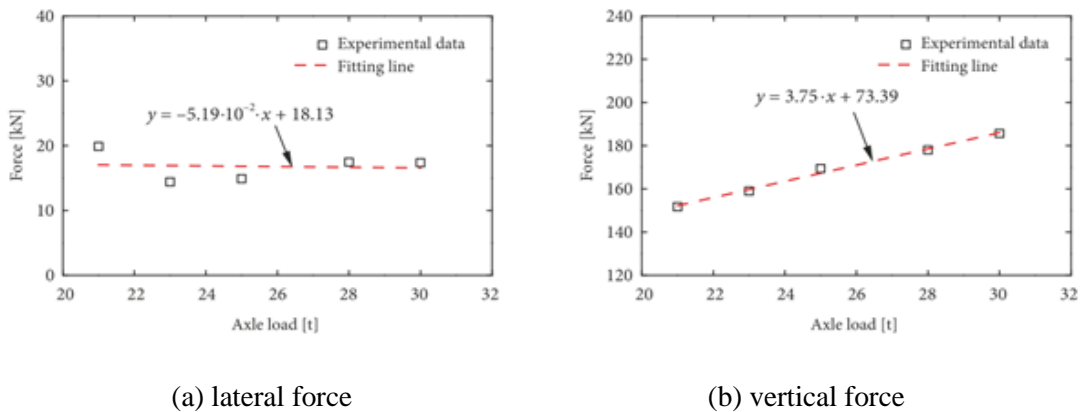 40
30
20
10
0
Force [kN]
Experimental data
Fitting line
y = –5.19·10⁻²·x + 18.13
20 22 24 26 28 30 32
Axle load [t]
(a) lateral force
240
220
200
180
160
140
120
Force [kN]
Experimental data
Fitting line
y = 3.75·x + 73.39
20 22 24 26 28 30 32
Axle load [t]
(b) vertical force